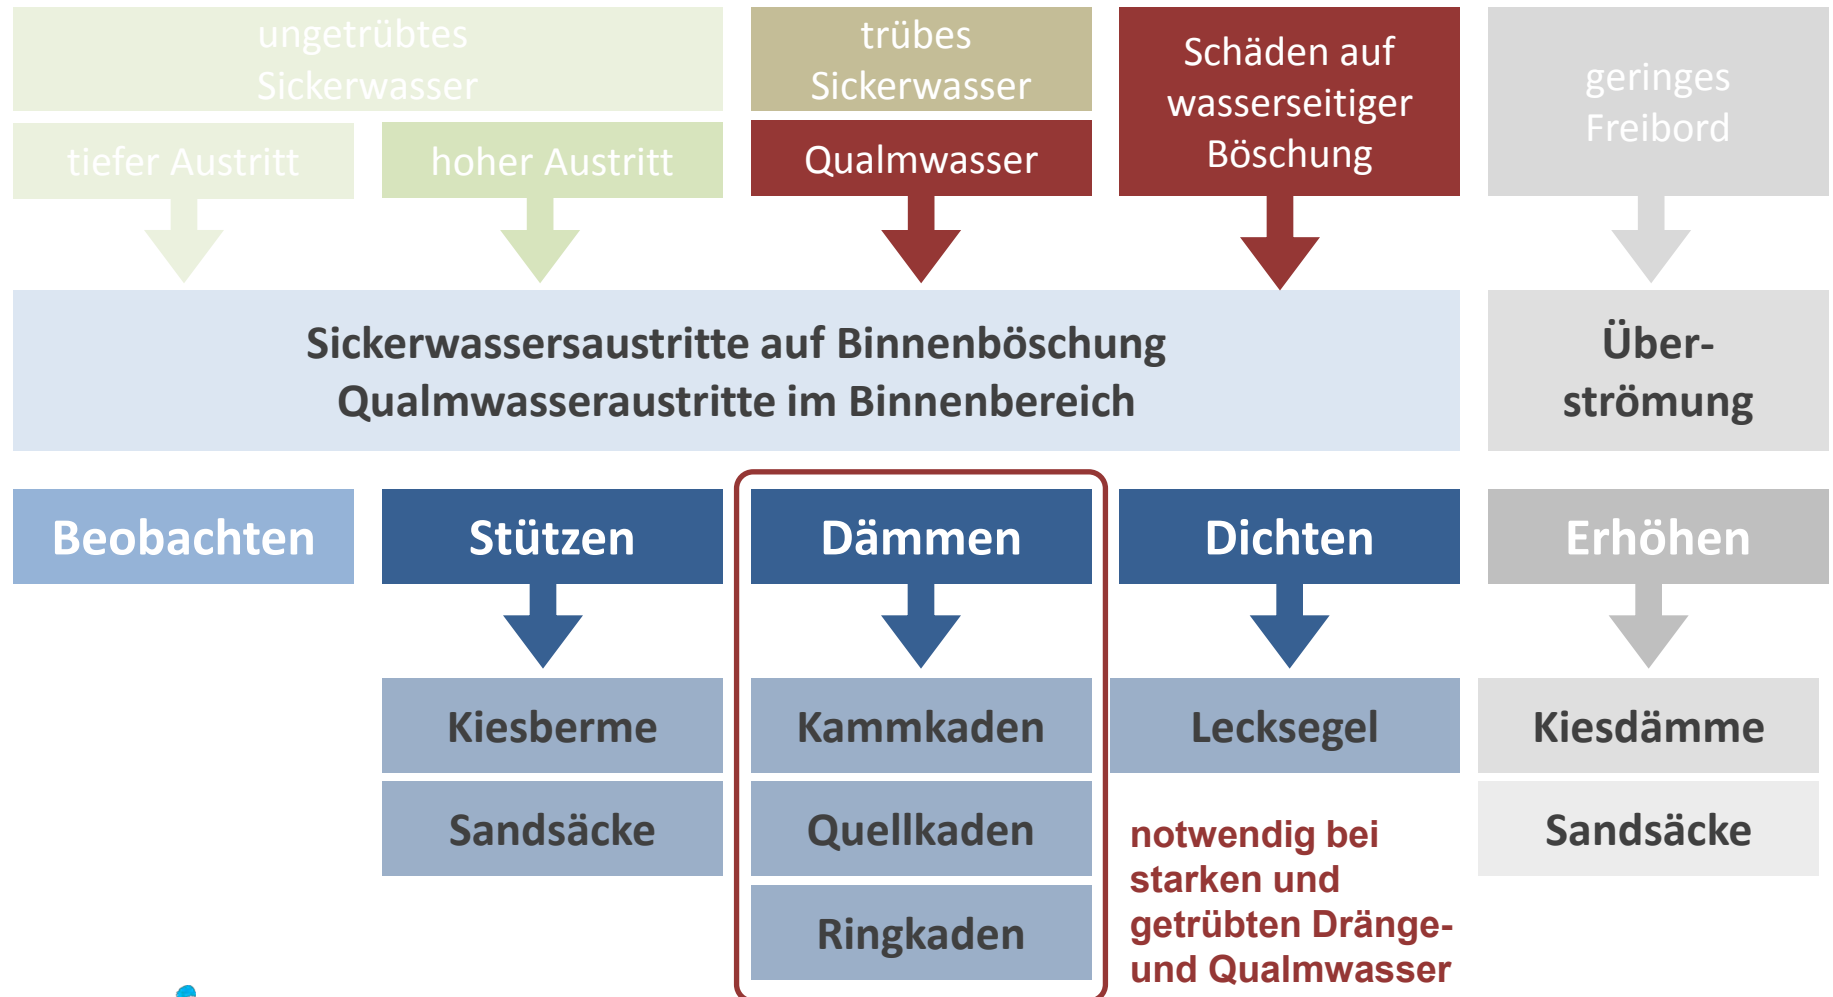 ungetrübtes
Sickerwasser
tiefer Austritt
hoher Austritt
trübes
Sickerwasser
Qualmwasser
Schäden auf
wasserseitiger
Böschung
geringes
Freibord
Sickerwassersaustritte auf Binnenböschung
Qualmwasseraustritte im Binnenbereich
Über-
strömung
Beobachten
Stützen
Dämmen
Dichten
Erhöhen
Kiesberme
Sandsäcke
Kammkaden
Quellkaden
Ringkaden
Lecksegel
notwendig bei
starken und
getrübten Dränge-
und Qualmwasser
Kiesdämme
Sandsäcke